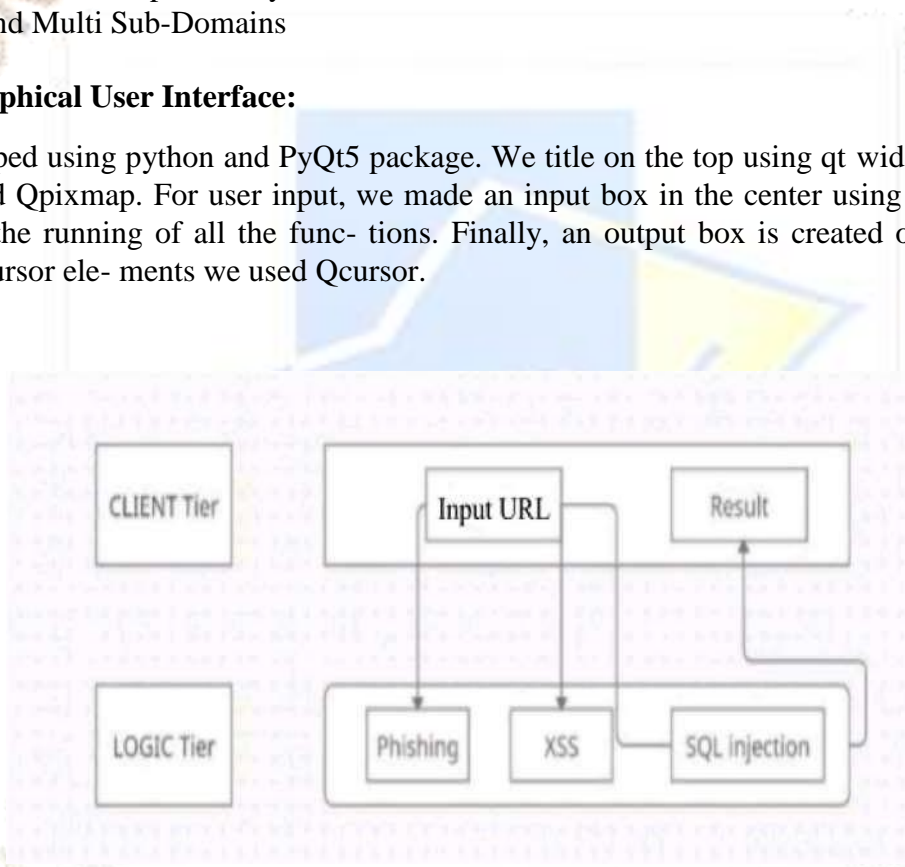 nd Multi Sub-Domains
phical User Interface:
ped using python and PyQt5 package. We title on the top using qt wid
d Qpixmap. For user input, we made an input box in the center using
the running of all the func- tions. Finally, an output box is created o
ursor ele- ments we used Qcursor.
CLIENT Tier
Input URL
Result
LOGIC Tier
Phishing
XSS
SQL injection